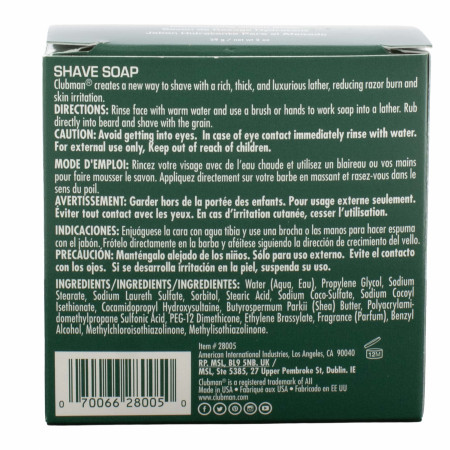 SHAVE SOAP
Clubman® creates a new way to shave with a rich, thick, and luxurious lather, reducing razor burn and
skin irritation.
DIRECTIONS: Rinse face with warm water and use a brush or hands to work soap into a lather. Rub
directly into beard and shave with the grain.
CAUTION: Avoid getting into eyes. In case of eye contact immediately rinse with water.
For external use only, Keep out of reach of children.
MODE D'EMPLOI: Rincez votre visage avec de l'eau chaude et utilisez un blaireau ou vos mains
pour faire mousser le savon. Appliquez directement sur votre barbe en massant et rasez-vous dans le
sens du poil.
AVERTISSEMENT: Garder hors de la portée des enfants. Pour usage externe seulement.
Éviter tout contact avec les yeux. En cas d'irritation cutanée, cesser l'utilisation.
INDICACIONES: Enjuáguese la cara con agua tibia y use una brocha o las manos para hacer espuma
con el jabón. Frótelo directamente en la barba y aféitese siguiendo la dirección de crecimiento del vello.
PRECAUCIÓN: Manténgalo alejado de los niños. Sólo para uso externo. Evite el contacto
con los ojos. Si se desarrolla irritación en la piel, suspenda su uso.
INGREDIENTS/INGREDIENTS/INGREDIENTES: Water (Aqua, Eau), Propylene Glycol, Sodium
Stearate, Sodium Laureth Sulfate, Sorbitol, Stearic Acid, Sodium Coco-Sulfate, Sodium Cocoyl
Isethionate, Cocamidopropyl Hydroxysultaine, Butyrospermum Parkii (Shea) Butter, Polyacrylami-
domethylpropane Sulfonic Acid, PEG-12 Dimethicone, Ethylene Brassylate, Fragrance (Parfum), Benzyl
Alcohol, Methylchloroisothiazolinone, Methylisothiazolinone.
Item # 28005
American International Industries, Los Angeles, CA 90040
RP. MSL, BL9 5NB. UK /
MSL, Ste 5385, 27 Upper Pembroke St, Dublin. IE
Clubman® is a registered trademark of AII
Made in USA • Fabriqué aux USA • Fabricado en EE UU
www.clubman.com
12M
0 70066 28005 0